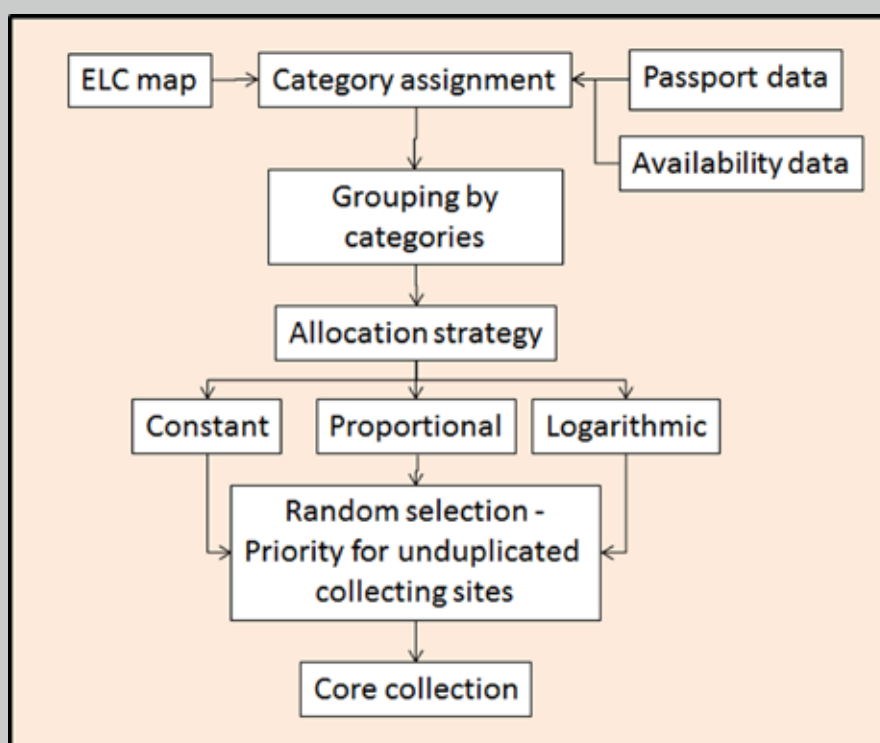 ELC map
Category assignment
Passport data
Availability data
Grouping by
categories
Allocation strategy
Constant
Proportional
Logarithmic
Random selection -
Priority for unduplicated
collecting sites
Core collection